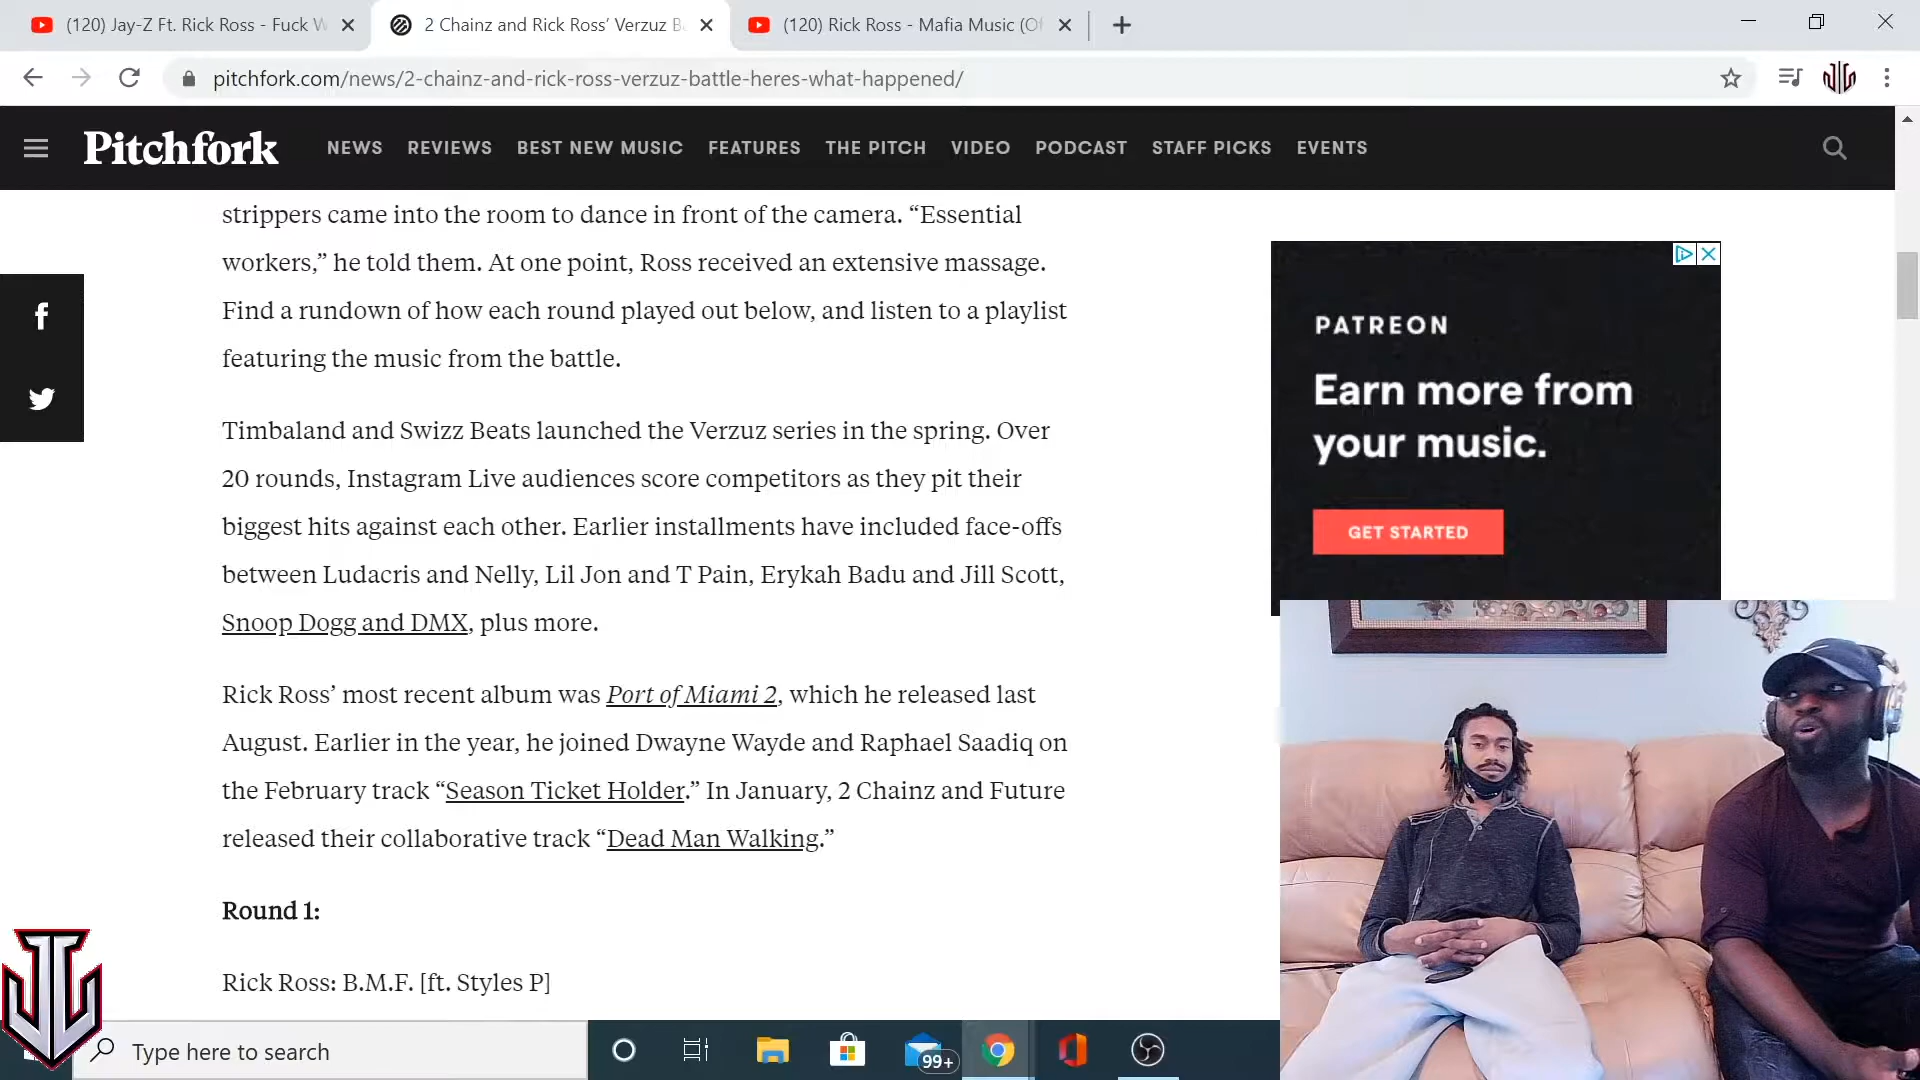 (120) Jay-Z Ft. Rick Ross - Fuck W
2 Chainz and Rick Ross’ Verzuz Ba
(120) Rick Ross - Mafia Music (Of
pitchfork.com/news/2-chainz-and-rick-ross-verzuz-battle-heres-what-happened/
Pitchfork
NEWS REVIEWS BEST NEW MUSIC FEATURES THE PITCH VIDEO PODCAST STAFF PICKS EVENTS
strippers came into the room to dance in front of the camera. “Essential
workers,” he told them. At one point, Ross received an extensive massage.
Find a rundown of how each round played out below, and listen to a playlist
featuring the music from the battle.
Timbaland and Swizz Beats launched the Verzuz series in the spring. Over
20 rounds, Instagram Live audiences score competitors as they pit their
biggest hits against each other. Earlier installments have included face-offs
between Ludacris and Nelly, Lil Jon and T Pain, Erykah Badu and Jill Scott,
Snoop Dogg and DMX, plus more.
Rick Ross’ most recent album was Port of Miami 2, which he released last
August. Earlier in the year, he joined Dwayne Wayde and Raphael Saadiq on
the February track “Season Ticket Holder.” In January, 2 Chainz and Future
released their collaborative track “Dead Man Walking.”
Round 1:
Rick Ross: B.M.F. [ft. Styles P]
PATREON
Earn more from
your music.
GET STARTED
Type here to search
99+